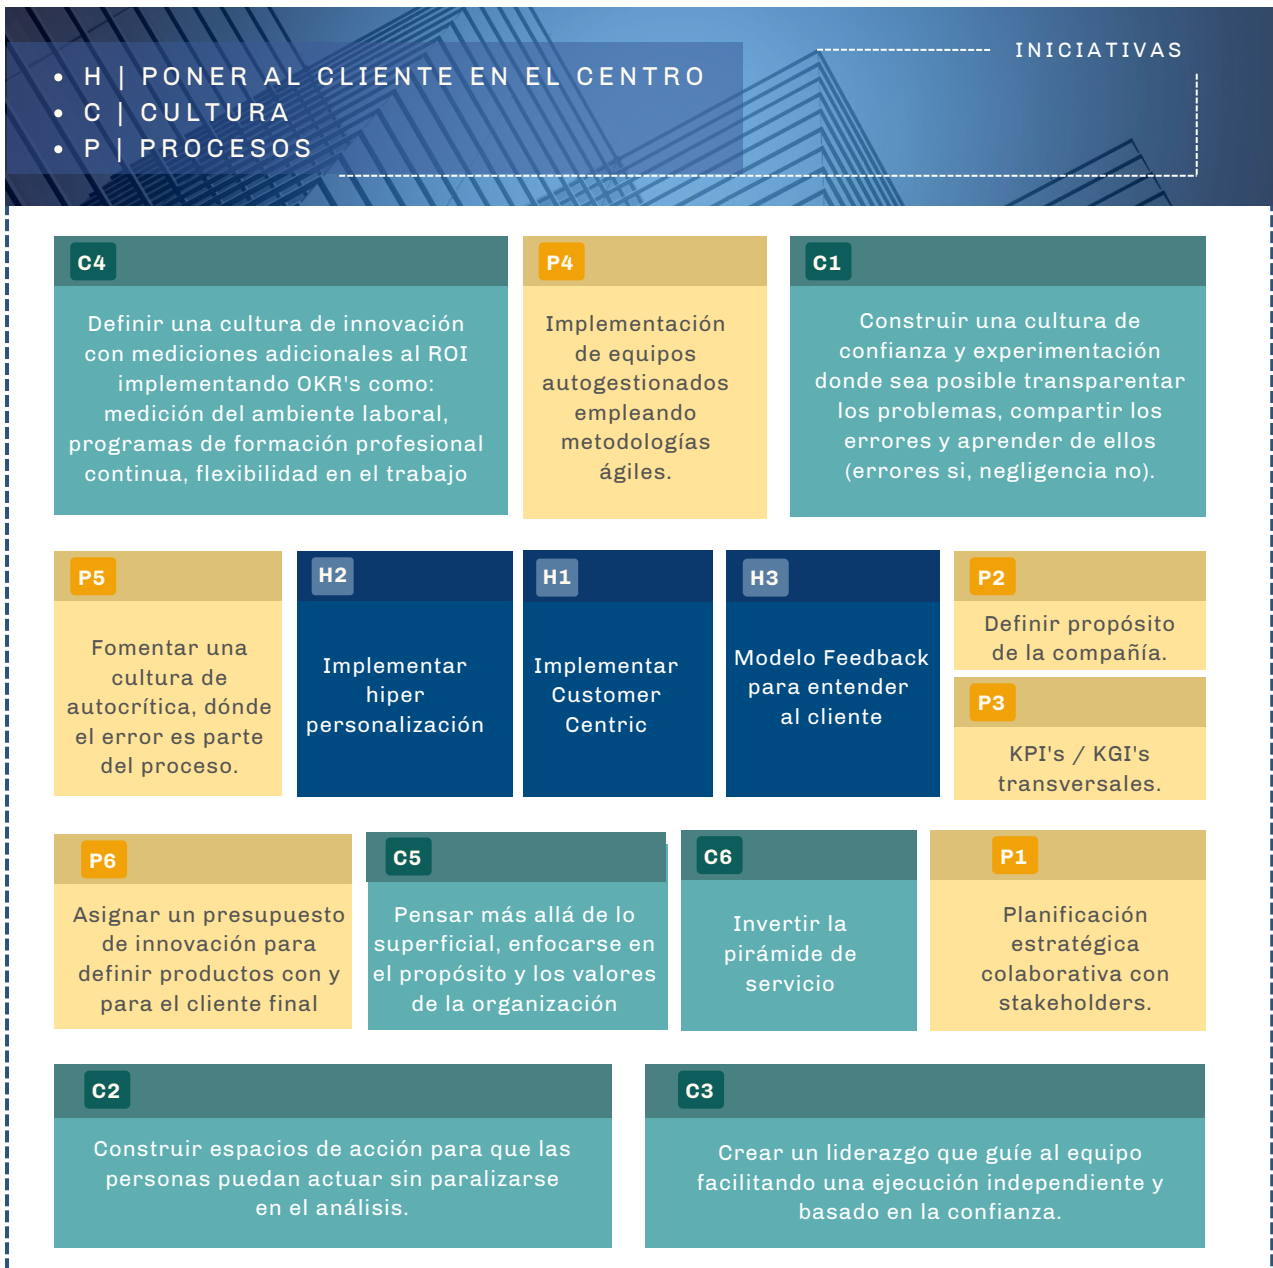 INICIATIVAS
• H | PONER AL CLIENTE EN EL CENTRO
• C | CULTURA
• P | PROCESOS
C4
Definir una cultura de innovación
con mediciones adicionales al ROI
implementando OKR's como:
medición del ambiente laboral,
programas de formación profesional
continua, flexibilidad en el trabajo
P4
Implementación
de equipos
autogestionados
empleando
metodologías
ágiles.
C1
Construir una cultura de
confianza y experimentación
donde sea posible transparentar
los problemas, compartir los
errores y aprender de ellos
(errores si, negligencia no).
P5
Fomentar una
cultura de
autocrítica, dónde
el error es parte
del proceso.
H2
Implementar
hiper
personalización
H1
Implementar
Customer
Centric
H3
Modelo Feedback
para entender
al cliente
P2
Definir propósito
de la compañía.
P3
KPI's / KGI's
transversales.
P6
Asignar un presupuesto
de innovación para
definir productos con y
para el cliente final
C5
Pensar más allá de lo
superficial, enfocarse en
el propósito y los valores
de la organización
C6
Invertir la
pirámide de
servicio
P1
Planificación
estratégica
colaborativa con
stakeholders.
C2
Construir espacios de acción para que las
personas puedan actuar sin paralizarse
en el análisis.
C3
Crear un liderazgo que guíe al equipo
facilitando una ejecución independiente y
basado en la confianza.